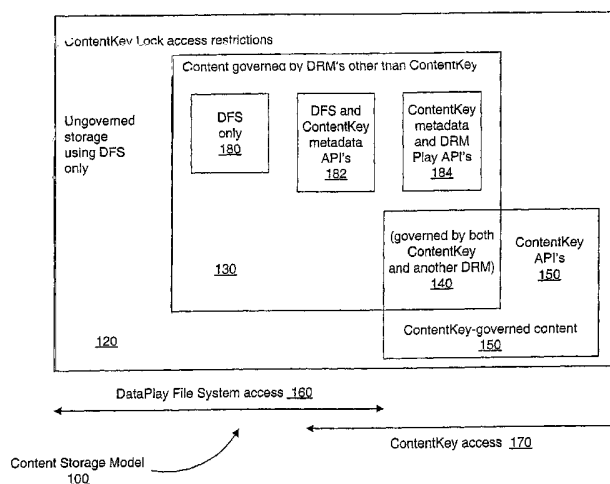 ContentKey Lock access restrictions
Content governed by DRM's other than ContentKey
Ungoverned
storage
using DFS
only
DFS
only
180
DFS and
ContentKey
metadata
API's
182
ContentKey
metadata
and DRM
Play API's
184
(governed by both
ContentKey
and another DRM)
140
ContentKey
API's
150
130
ContentKey-governed content
150
120
DataPlay File System access 160
ContentKey access 170
Content Storage Model
100